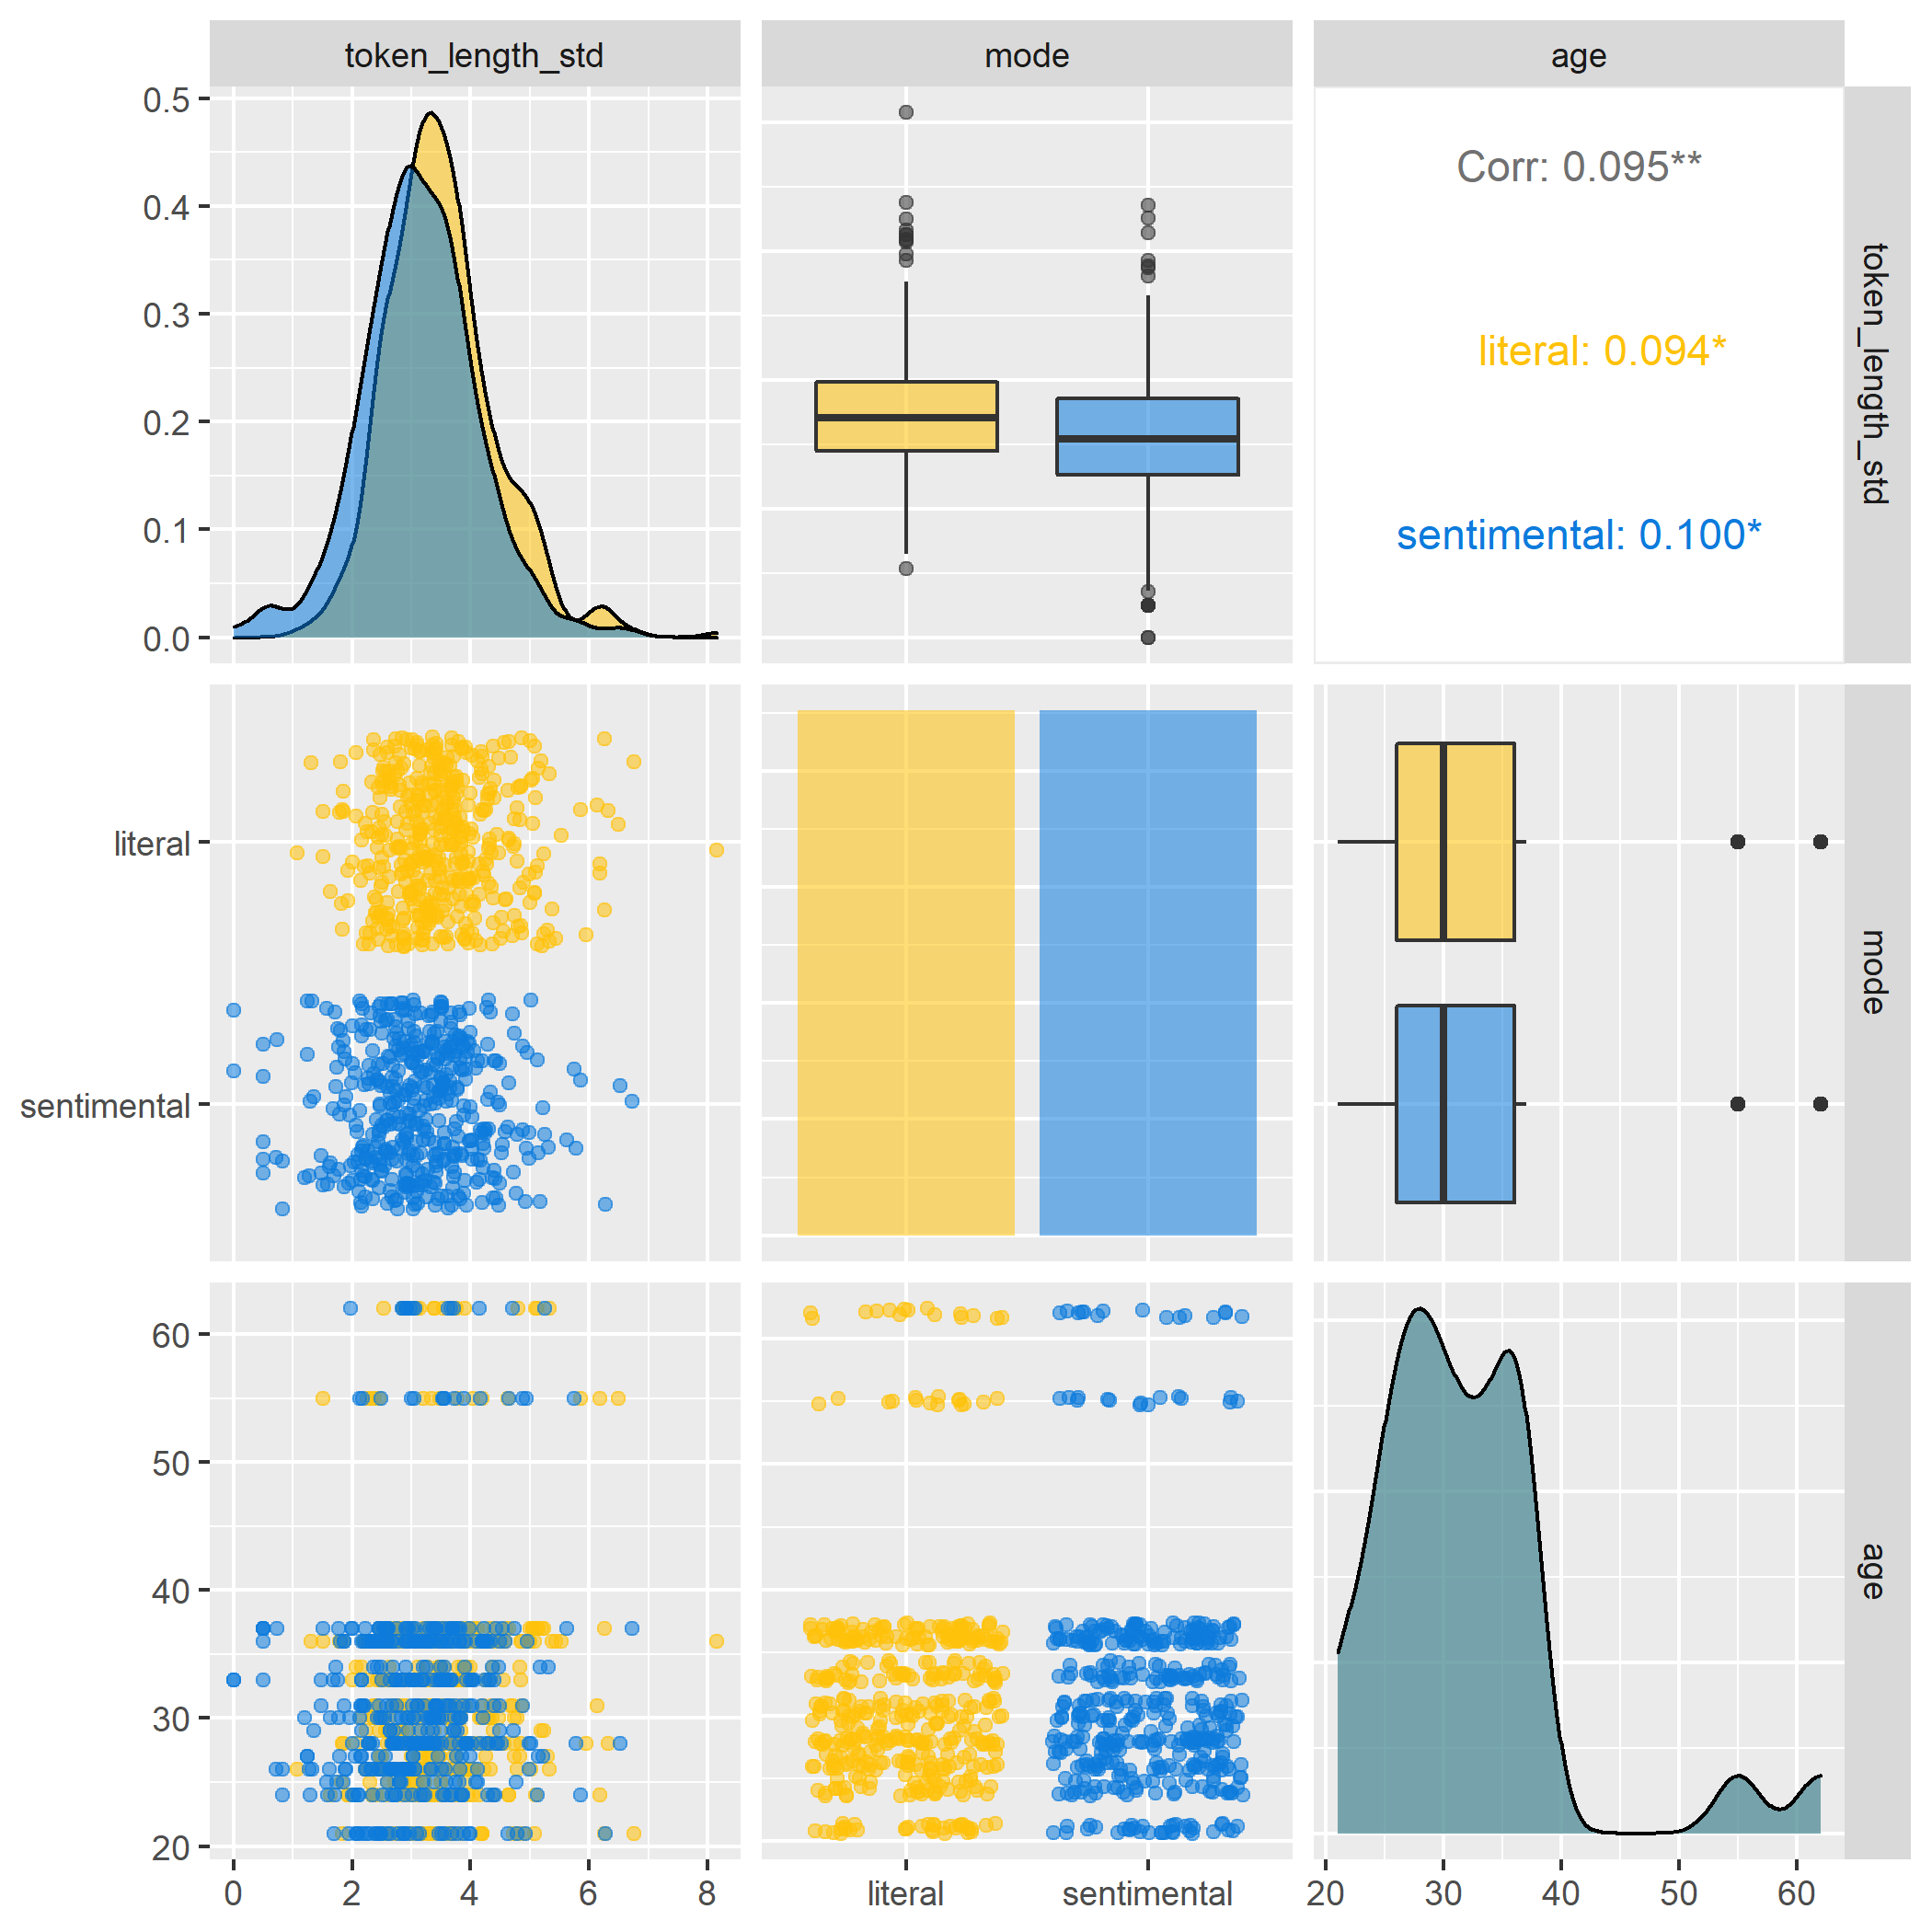 token_length_std
mode
age
0.5
0.4
0.3
0.2
0.1
0.0
Corr: 0.095**
literal: 0.094*
sentimental: 0.100*
token_length_std
literal
sentimental
mode
60
50
40
30
20
age
0 2 4 6 8
literal sentimental
20 30 40 50 60